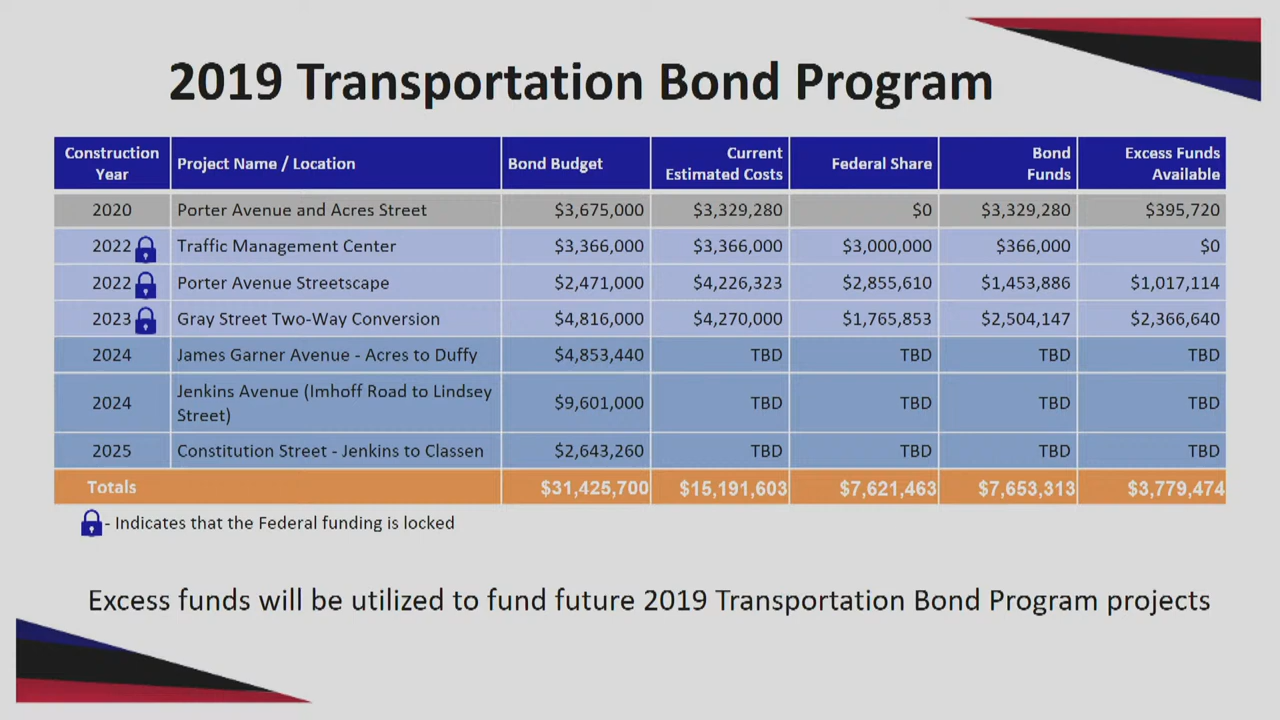 2019 Transportation Bond Program
Construction Year Project Name / Location Bond Budget Current Estimated Costs Federal Share Bond Funds Excess Funds Available
2020 Porter Avenue and Acres Street $3,675,000 $3,329,280 $0 $3,329,280 $395,720
2022 Traffic Management Center $3,366,000 $3,366,000 $3,000,000 $366,000 $0
2022 Porter Avenue Streetscape $2,471,000 $4,226,323 $2,855,610 $1,453,886 $1,017,114
2023 Gray Street Two-Way Conversion $4,816,000 $4,270,000 $1,765,853 $2,504,147 $2,366,640
2024 James Garner Avenue - Acres to Duffy $4,853,440 TBD TBD TBD TBD
2024 Jenkins Avenue (Imhoff Road to Lindsey Street) $9,601,000 TBD TBD TBD TBD
2025 Constitution Street - Jenkins to Classen $2,643,260 TBD TBD TBD TBD
Totals $31,425,700 $15,191,603 $7,621,463 $7,653,313 $3,779,474
- Indicates that the Federal funding is locked
Excess funds will be utilized to fund future 2019 Transportation Bond Program projects